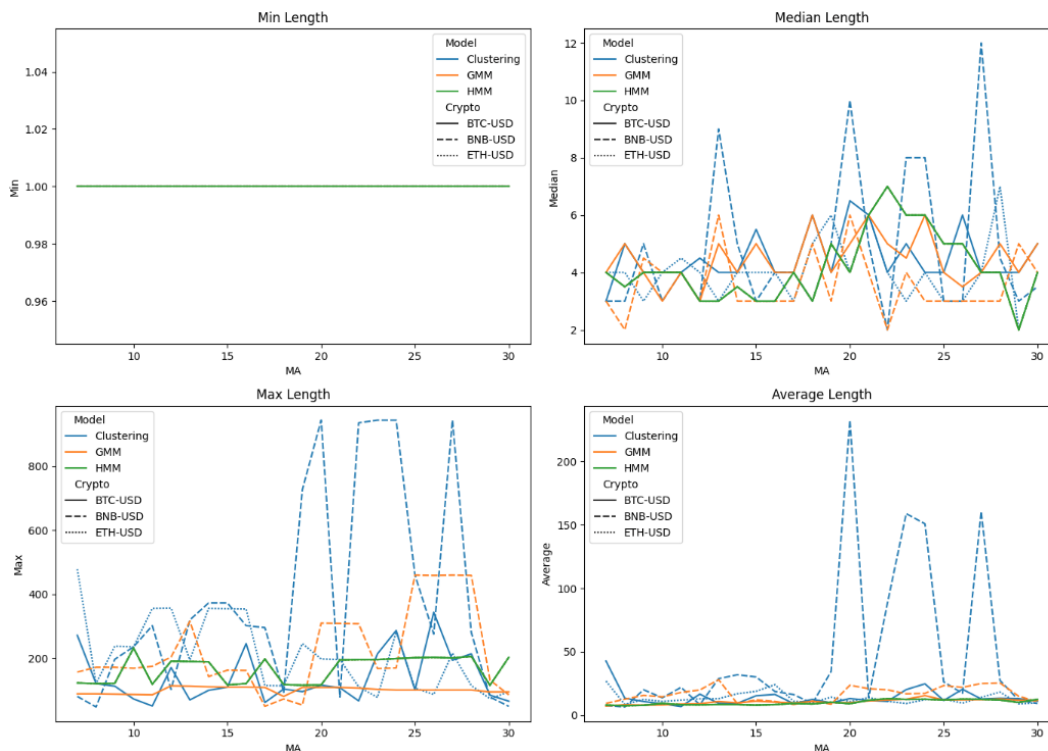 Min Length
Model
Clustering
GMM
HMM
Crypto
BTC-USD
BNB-USD
ETH-USD
1.04
1.02
1.00
0.98
0.96
Min
10
15
20
25
30
MA
Median Length
Model
Clustering
GMM
HMM
Crypto
BTC-USD
BNB-USD
ETH-USD
12
10
8
6
4
2
Median
10
15
20
25
30
MA
Max Length
Model
Clustering
GMM
HMM
Crypto
BTC-USD
BNB-USD
ETH-USD
800
600
400
200
Max
10
15
20
25
30
MA
Average Length
Model
Clustering
GMM
HMM
Crypto
BTC-USD
BNB-USD
ETH-USD
200
150
100
50
0
Average
10
15
20
25
30
MA